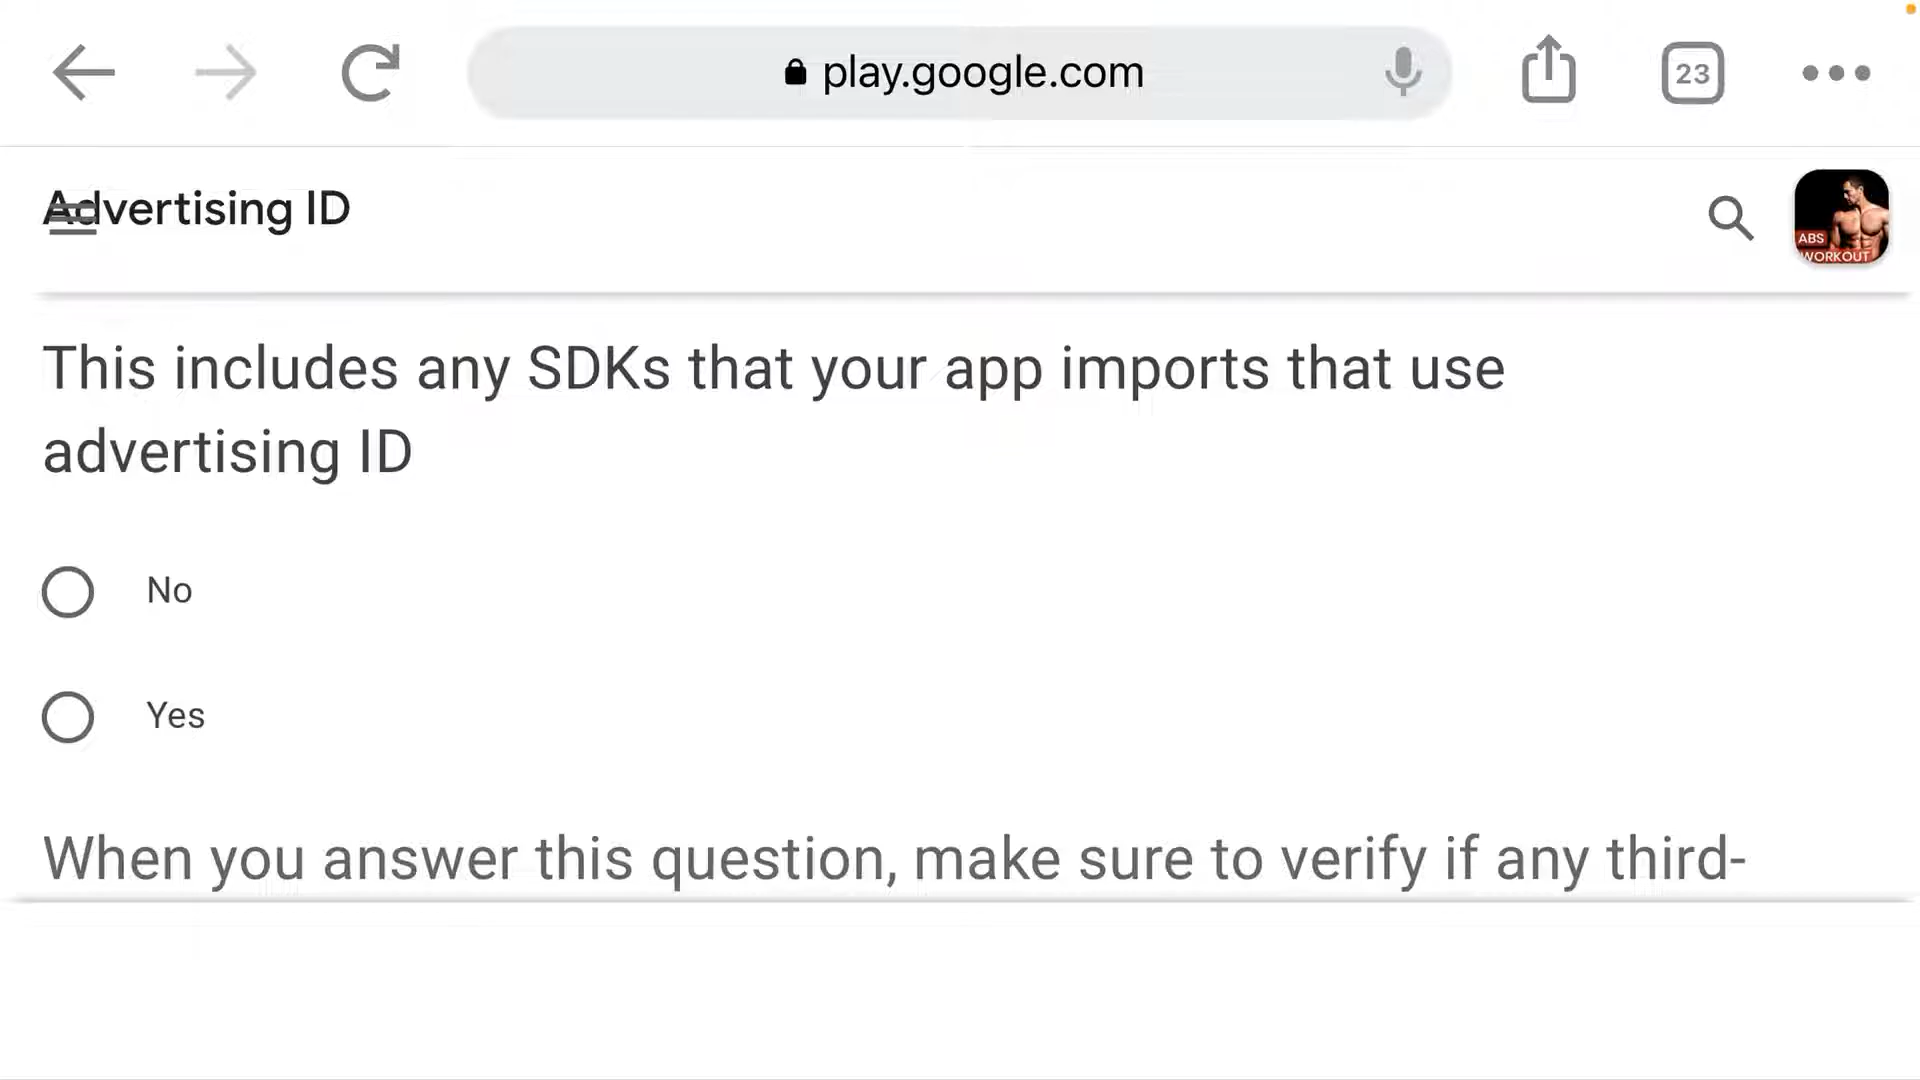 play.google.com
23
Advertising ID
ABS
WORKOUT
This includes any SDKs that your app imports that use
advertising ID
No
Yes
When you answer this question, make sure to verify if any third-